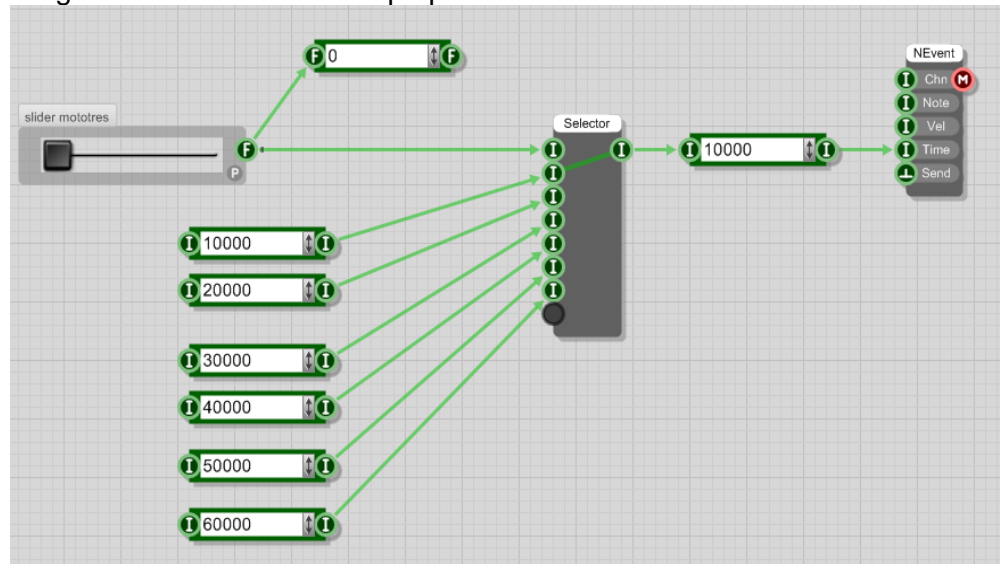 F 0 F
NEvent
I Chn M
I Note
I Vel
I Time
Send
slider mototres
F
P
Selector
I I
I
I
I
I
I
I
I 10000 I
I 10000 I
I 20000 I
I 30000 I
I 40000 I
I 50000 I
I 60000 I